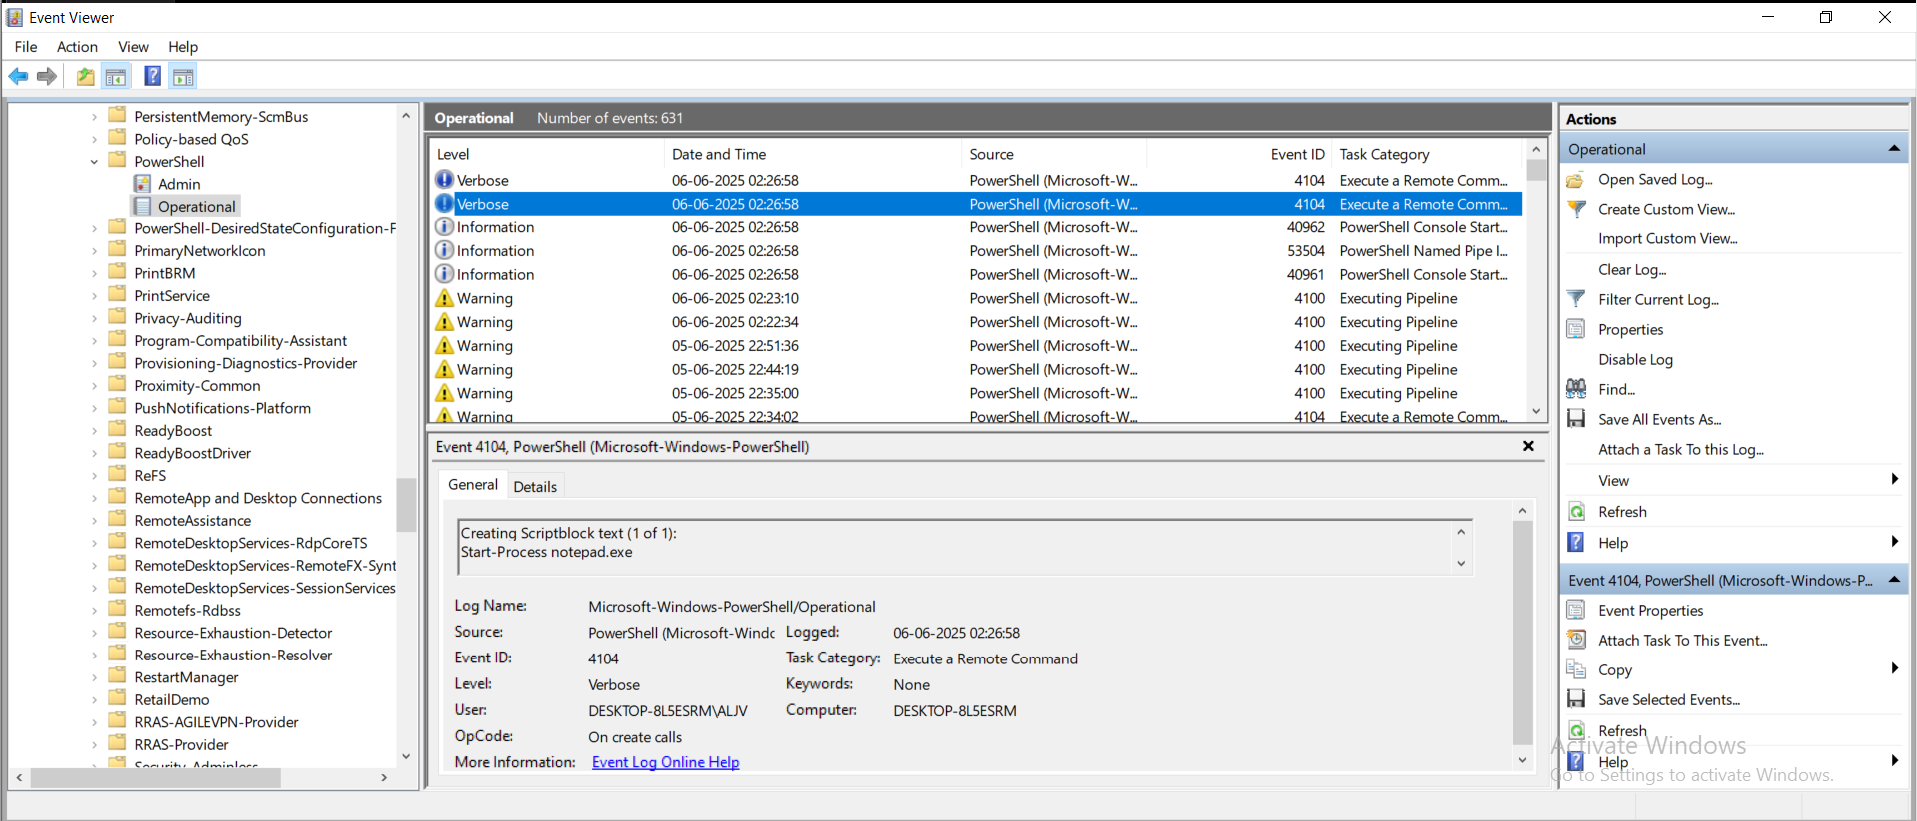 Event Viewer
File Action View Help
PersistentMemory-ScmBus
Policy-based QoS
PowerShell
Admin
Operational
PowerShell-DesiredStateConfiguration-F
PrimaryNetworkIcon
PrintBRM
PrintService
Privacy-Auditing
Program-Compatibility-Assistant
Provisioning-Diagnostics-Provider
Proximity-Common
PushNotifications-Platform
ReadyBoost
ReadyBoostDriver
ReFS
RemoteApp and Desktop Connections
RemoteAssistance
RemoteDesktopServices-RdpCoreTS
RemoteDesktopServices-RemoteFX-Synt
RemoteDesktopServices-SessionServices
Remotefs-Rdbss
Resource-Exhaustion-Detector
Resource-Exhaustion-Resolver
RestartManager
RetailDemo
RRAS-AGILEVPN-Provider
RRAS-Provider
Security-Adminless
Operational Number of events: 631
Level Date and Time Source Event ID Task Category
Verbose 06-06-2025 02:26:58 PowerShell (Microsoft-W... 4104 Execute a Remote Comm...
Verbose 06-06-2025 02:26:58 PowerShell (Microsoft-W... 4104 Execute a Remote Comm...
Information 06-06-2025 02:26:58 PowerShell (Microsoft-W... 40962 PowerShell Console Start...
Information 06-06-2025 02:26:58 PowerShell (Microsoft-W... 53504 PowerShell Named Pipe I...
Information 06-06-2025 02:26:58 PowerShell (Microsoft-W... 40961 PowerShell Console Start...
Warning 06-06-2025 02:23:10 PowerShell (Microsoft-W... 4100 Executing Pipeline
Warning 06-06-2025 02:22:34 PowerShell (Microsoft-W... 4100 Executing Pipeline
Warning 05-06-2025 22:51:36 PowerShell (Microsoft-W... 4100 Executing Pipeline
Warning 05-06-2025 22:44:19 PowerShell (Microsoft-W... 4100 Executing Pipeline
Warning 05-06-2025 22:35:00 PowerShell (Microsoft-W... 4100 Executing Pipeline
Warning 05-06-2025 22:34:02 PowerShell (Microsoft-W... 4104 Execute a Remote Comm...
Event 4104, PowerShell (Microsoft-Windows-PowerShell)
General Details
Creating Scriptblock text (1 of 1):
Start-Process notepad.exe
Log Name: Microsoft-Windows-PowerShell/Operational
Source: PowerShell (Microsoft-Windc Logged: 06-06-2025 02:26:58
Event ID: 4104 Task Category: Execute a Remote Command
Level: Verbose Keywords: None
User: DESKTOP-8L5ESRM\ALJV Computer: DESKTOP-8L5ESRM
OpCode: On create calls
More Information: Event Log Online Help
Actions
Operational
Open Saved Log...
Create Custom View...
Import Custom View...
Clear Log...
Filter Current Log...
Properties
Disable Log
Find...
Save All Events As...
Attach a Task To this Log...
View
Refresh
Help
Event 4104, PowerShell (Microsoft-Windows-P...
Event Properties
Attach Task To This Event...
Copy
Save Selected Events...
Refresh
Help
Activate Windows
Go to Settings to activate Windows.